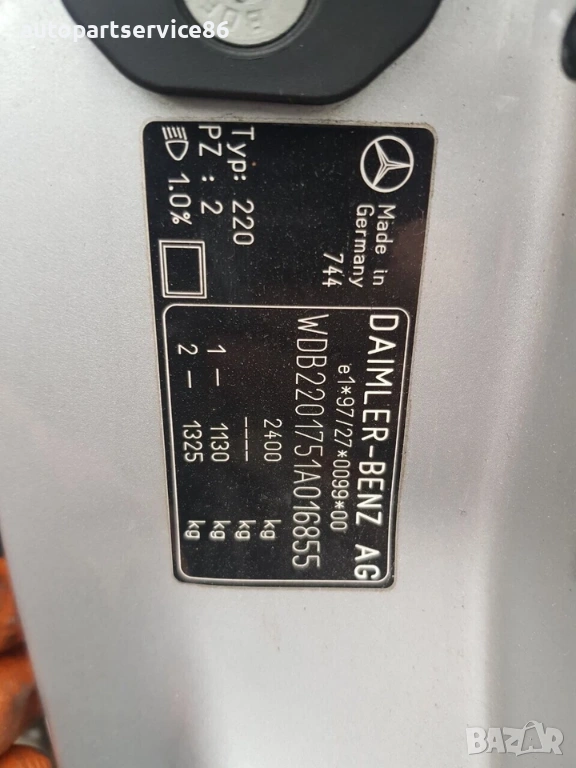 autopartservice86
Made in
Germany
744
Typ: 220
PZ : 2
1.0%
DAIMLER-BENZ AG
e1*97/27*0099*00
WDB2201751A016855
2400 kg
---- kg
1– 1130 kg
2– 1325 kg
BAZAR